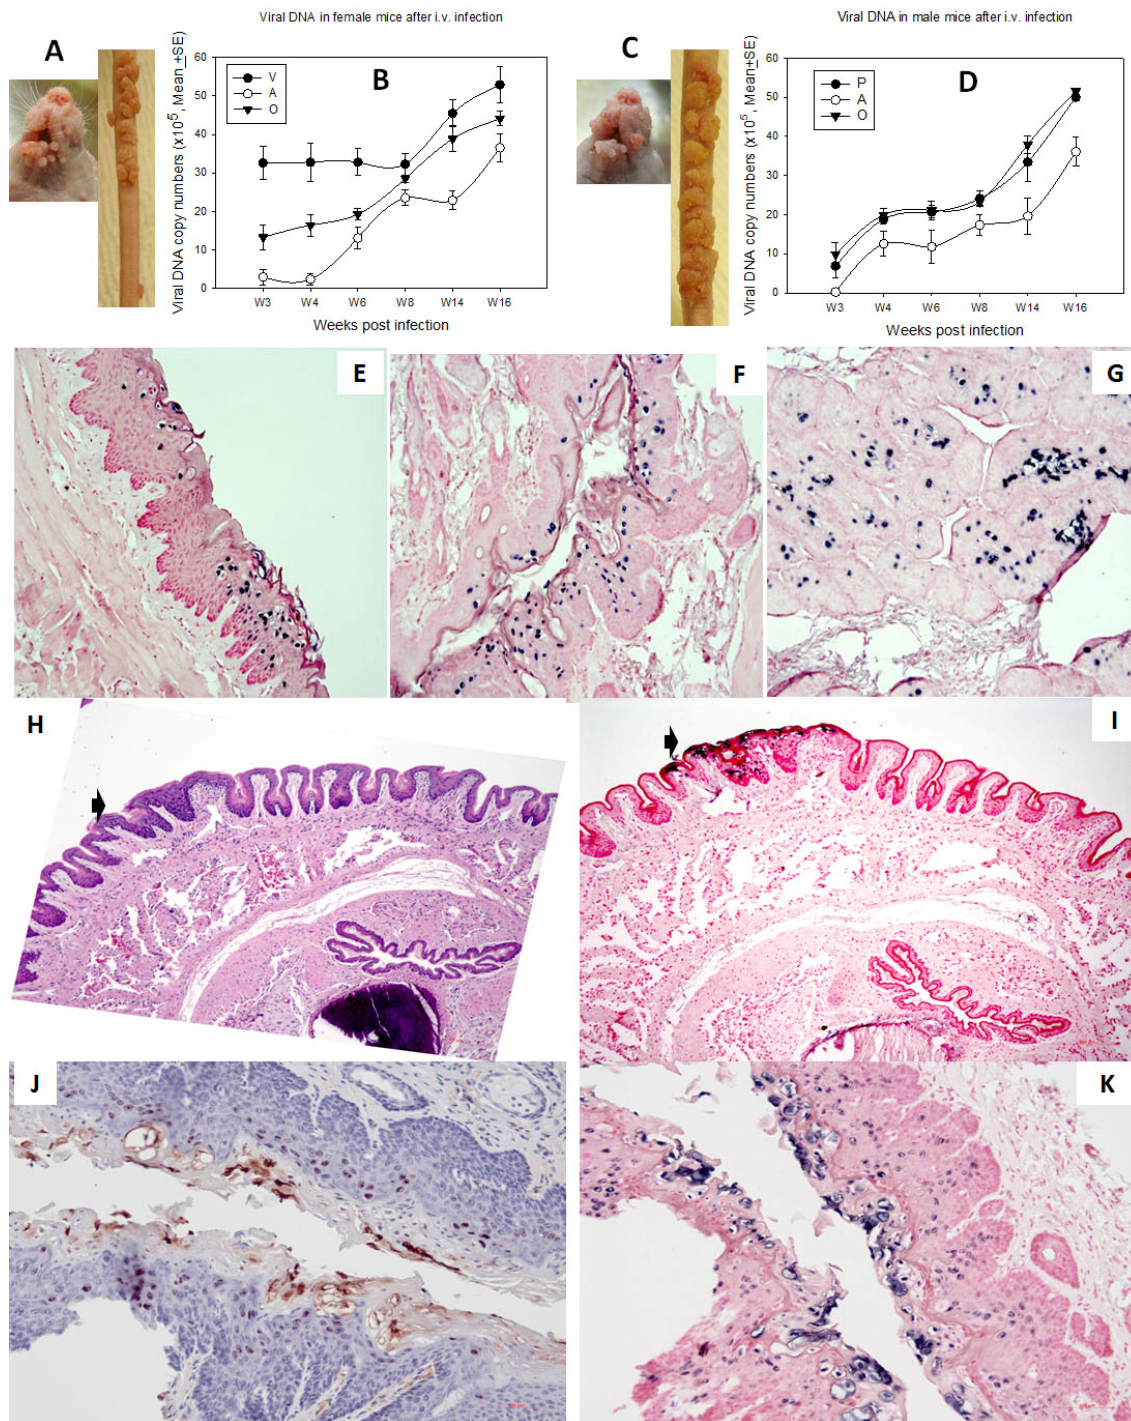 Viral DNA in female mice after i.v. infection
Viral DNA in male mice after i.v. infection
A
B
Viral DNA copy numbers (x10⁵, Mean_+SE)
60
50
40
30
20
10
0
V
A
O
W3 W4 W6 W8 W14 W16
Weeks post infection
C
D
Viral DNA copy numbers (x10⁵, Mean+SE)
60
50
40
30
20
10
0
P
A
O
W3 W4 W6 W8 W14 W16
Weeks post infection
E
F
G
H
I
J
K